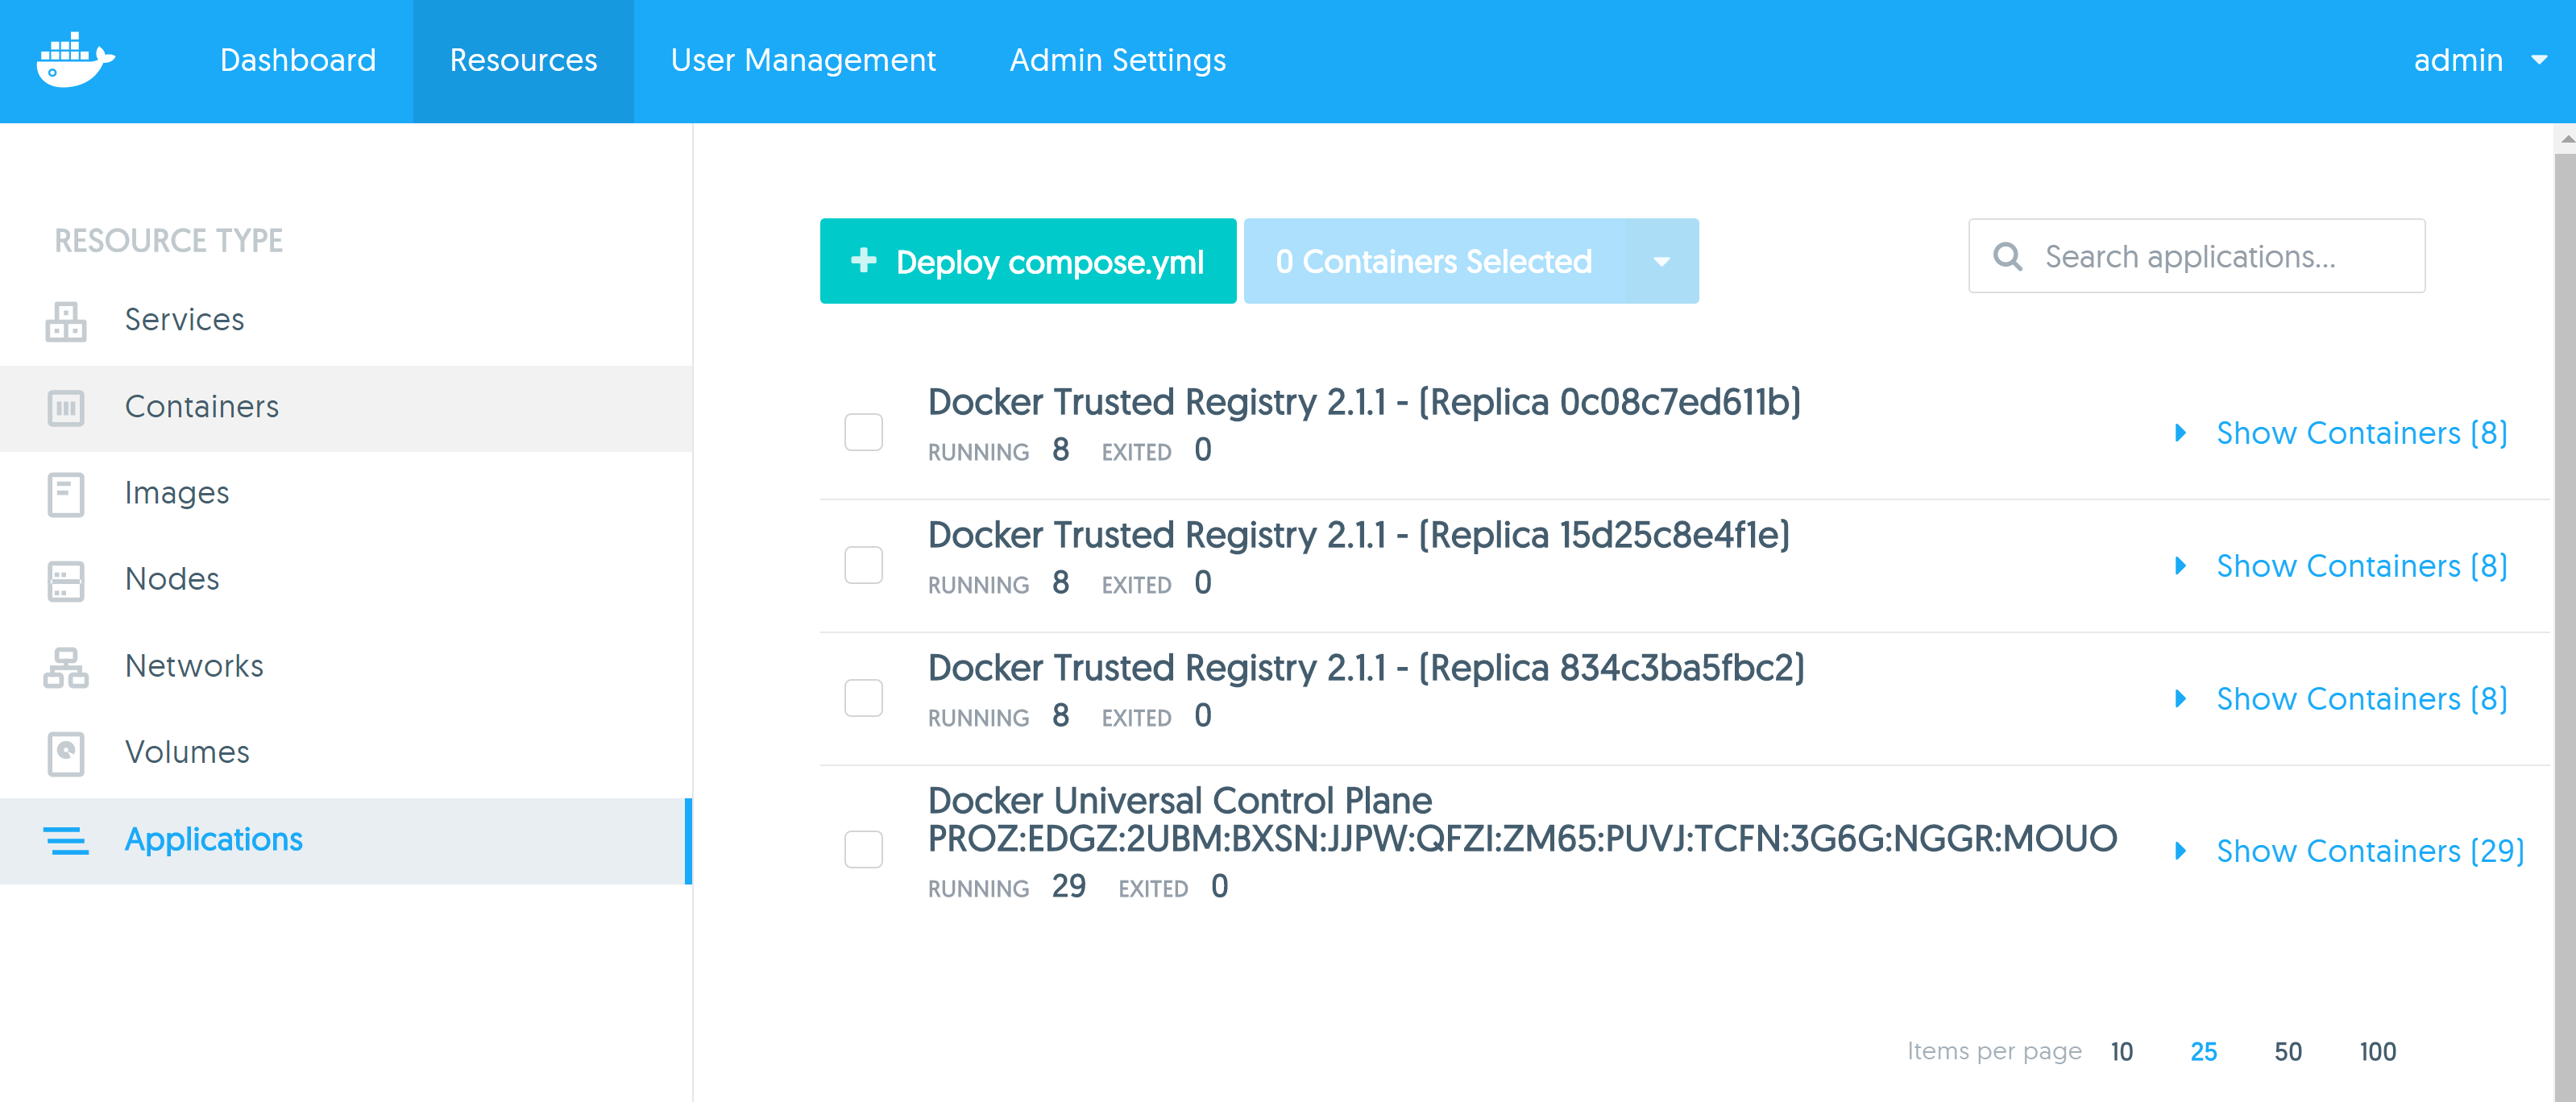 Dashboard Resources User Management Admin Settings admin
RESOURCE TYPE
Services
Containers
Images
Nodes
Networks
Volumes
Applications
Deploy compose.yml 0 Containers Selected Search applications...
Docker Trusted Registry 2.1.1 - (Replica 0c08c7ed611b)
RUNNING 8 EXITED 0
Show Containers (8)
Docker Trusted Registry 2.1.1 - (Replica 15d25c8e4f1e)
RUNNING 8 EXITED 0
Show Containers (8)
Docker Trusted Registry 2.1.1 - (Replica 834c3ba5fbc2)
RUNNING 8 EXITED 0
Show Containers (8)
Docker Universal Control Plane
PROZ:EDGZ:2UBM:BXSN:JJPW:QFZI:ZM65:PUVJ:TCFN:3G6G:NGGR:MOUO
RUNNING 29 EXITED 0
Show Containers (29)
Items per page 10 25 50 100